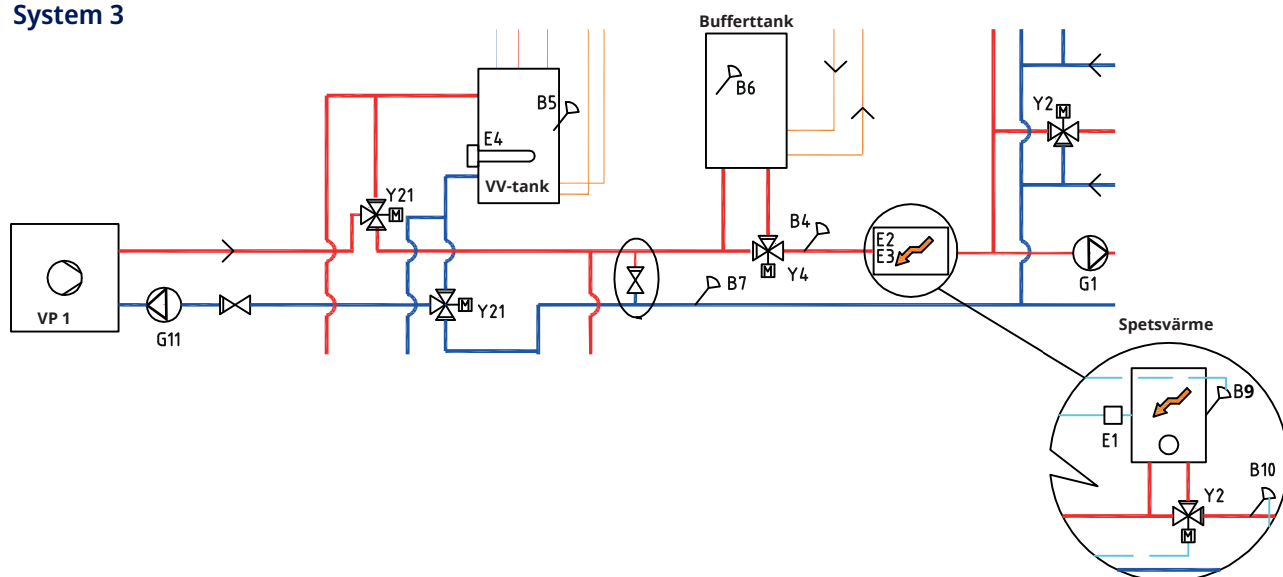 System 3
Bufferttank
B6
B5
E4
VV-tank
Y2
M
Y21
M
B4
E2
E3
Y4
M
G1
B7
VP 1
G11
Y21
M
Spetsvärme
B9
E1
B10
Y2
M